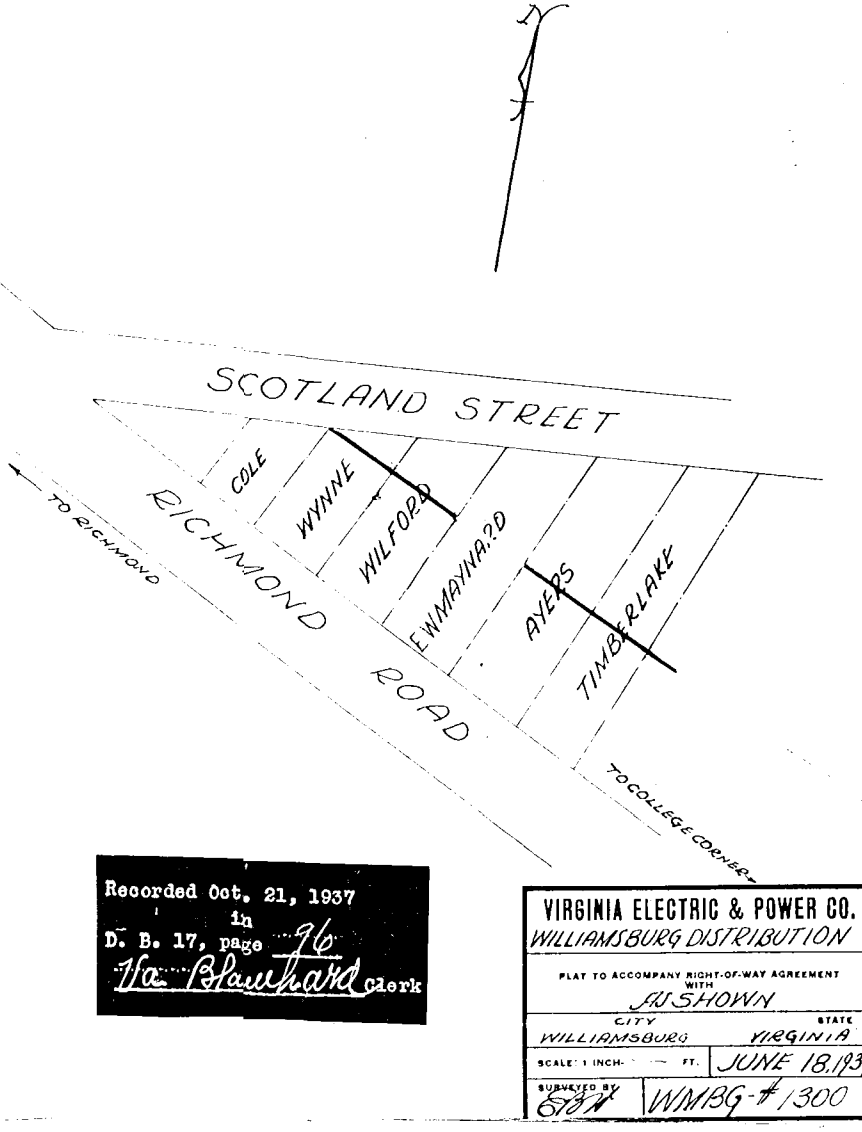 N
SCOTLAND STREET
COLE
WYNNE
WILFORD
E W MAYNARD
AYERS
TIMBERLAKE
RICHMOND ROAD
TO RICHMOND
TO COLLEGE CORNER
Recorded Oct. 21, 1937
in
D. B. 17, page 96
Va. Blanchard Clerk
VIRGINIA ELECTRIC & POWER CO.
WILLIAMSBURG DISTRIBUTION
PLAT TO ACCOMPANY RIGHT-OF-WAY AGREEMENT
WITH
AS SHOWN
CITY STATE
WILLIAMSBURG VIRGINIA
SCALE: 1 INCH- FT. JUNE 18, 193
SURVEYED BY WMBG-#1300